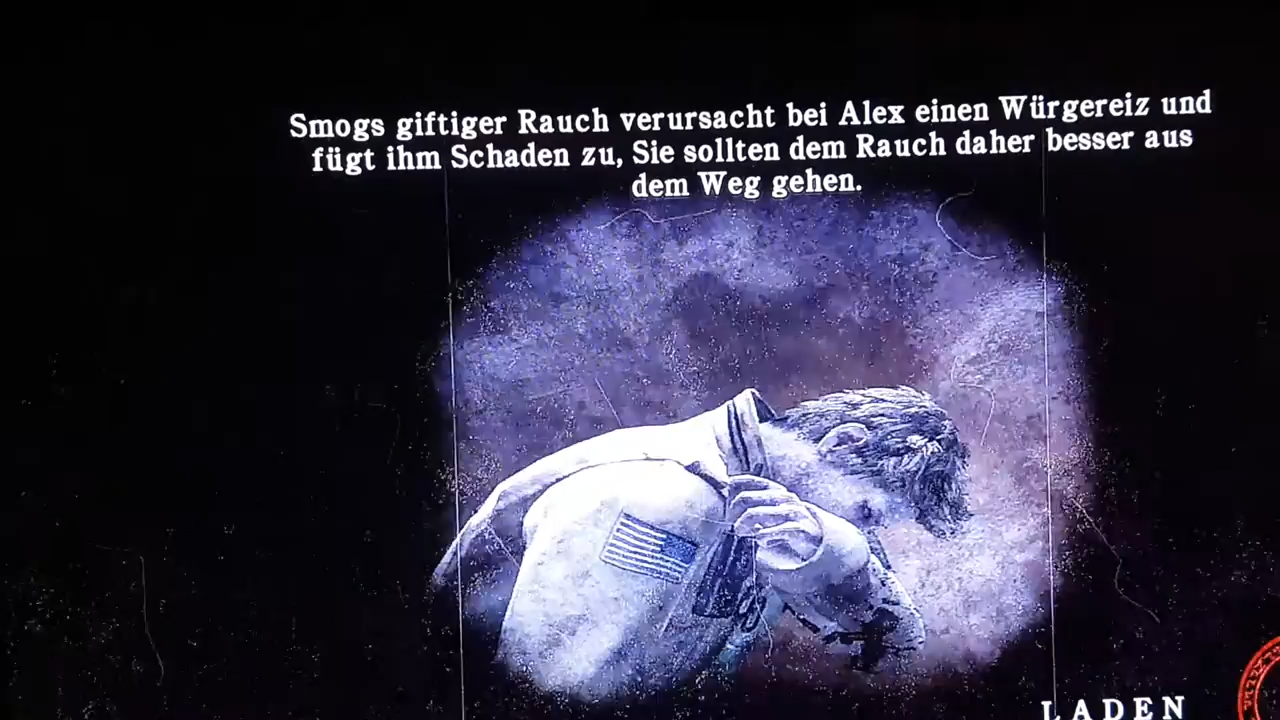 Smogs giftiger Rauch verursacht bei Alex einen Würgereiz und
fügt ihm Schaden zu, Sie sollten dem Rauch daher besser aus
dem Weg gehen.
LADEN